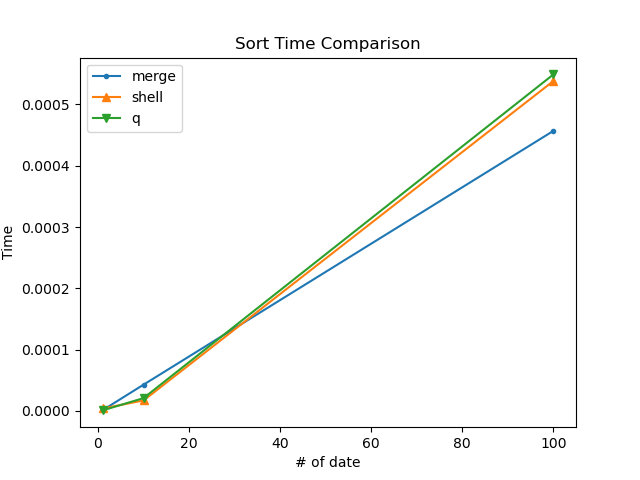 Sort Time Comparison
merge
shell
q
0.0005
0.0004
0.0003
0.0002
0.0001
0.0000
Time
0 20 40 60 80 100
# of date